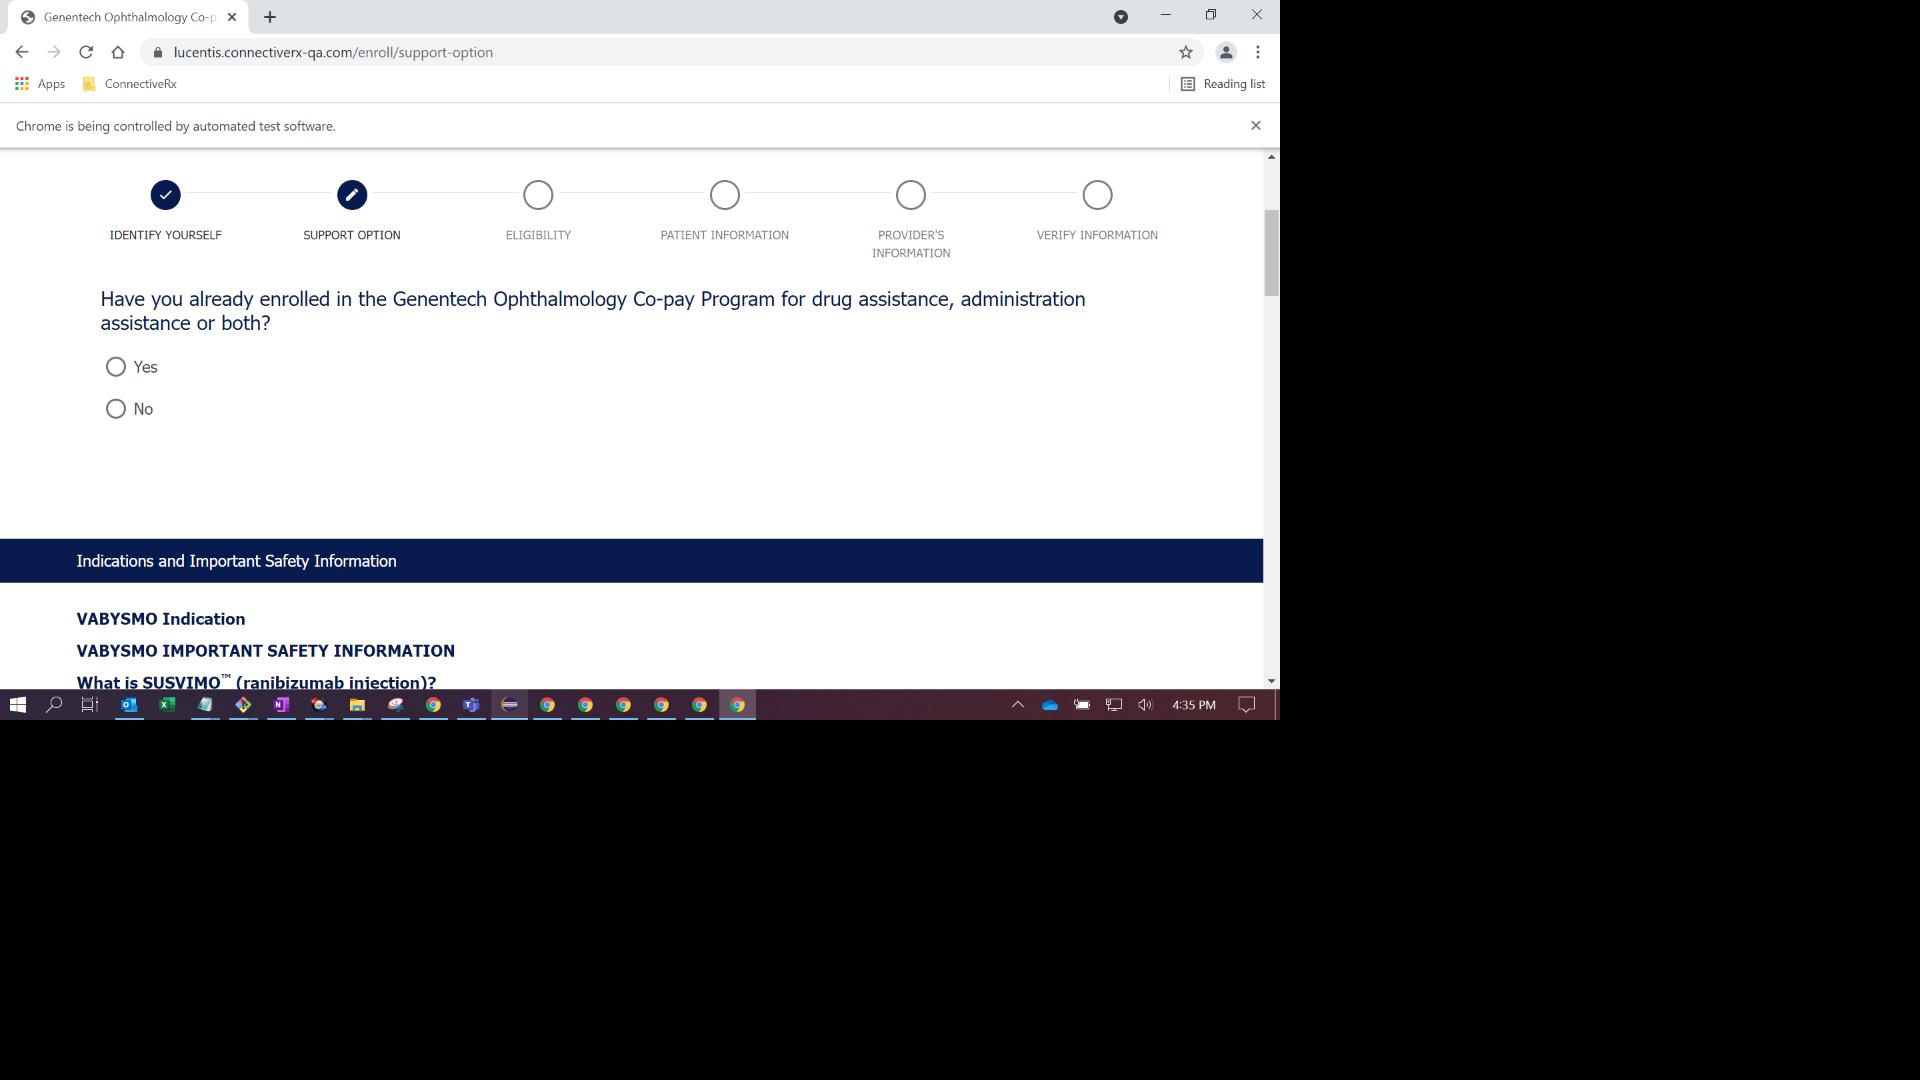 Genentech Ophthalmology Co-p
lucentis.connectiverx-qa.com/enroll/support-option
Apps
ConnectiveRx
Reading list
Chrome is being controlled by automated test software.
IDENTIFY YOURSELF
SUPPORT OPTION
ELIGIBILITY
PATIENT INFORMATION
PROVIDER'S
INFORMATION
VERIFY INFORMATION
Have you already enrolled in the Genentech Ophthalmology Co-pay Program for drug assistance, administration
assistance or both?
Yes
No
Indications and Important Safety Information
VABYSMO Indication
VABYSMO IMPORTANT SAFETY INFORMATION
What is SUSVIMO™ (ranibizumab injection)?
4:35 PM